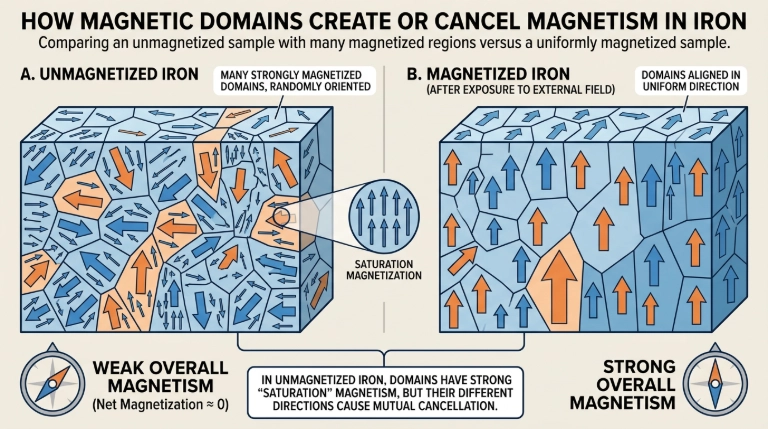 HOW MAGNETIC DOMAINS CREATE OR CANCEL MAGNETISM IN IRON
Comparing an unmagnetized sample with many magnetized regions versus a uniformly magnetized sample.
A. UNMAGNETIZED IRON
MANY STRONGLY MAGNETIZED
DOMAINS, RANDOMLY ORIENTED
B. MAGNETIZED IRON
(AFTER EXPOSURE TO EXTERNAL FIELD)
DOMAINS ALIGNED IN
UNIFORM DIRECTION
SATURATION
MAGNETIZATION
WEAK OVERALL
MAGNETISM
(Net Magnetization ≈ 0)
IN UNMAGNETIZED IRON, DOMAINS HAVE STRONG
"SATURATION" MAGNETISM, BUT THEIR DIFFERENT
DIRECTIONS CAUSE MUTUAL CANCELLATION.
STRONG
OVERALL
MAGNETISM